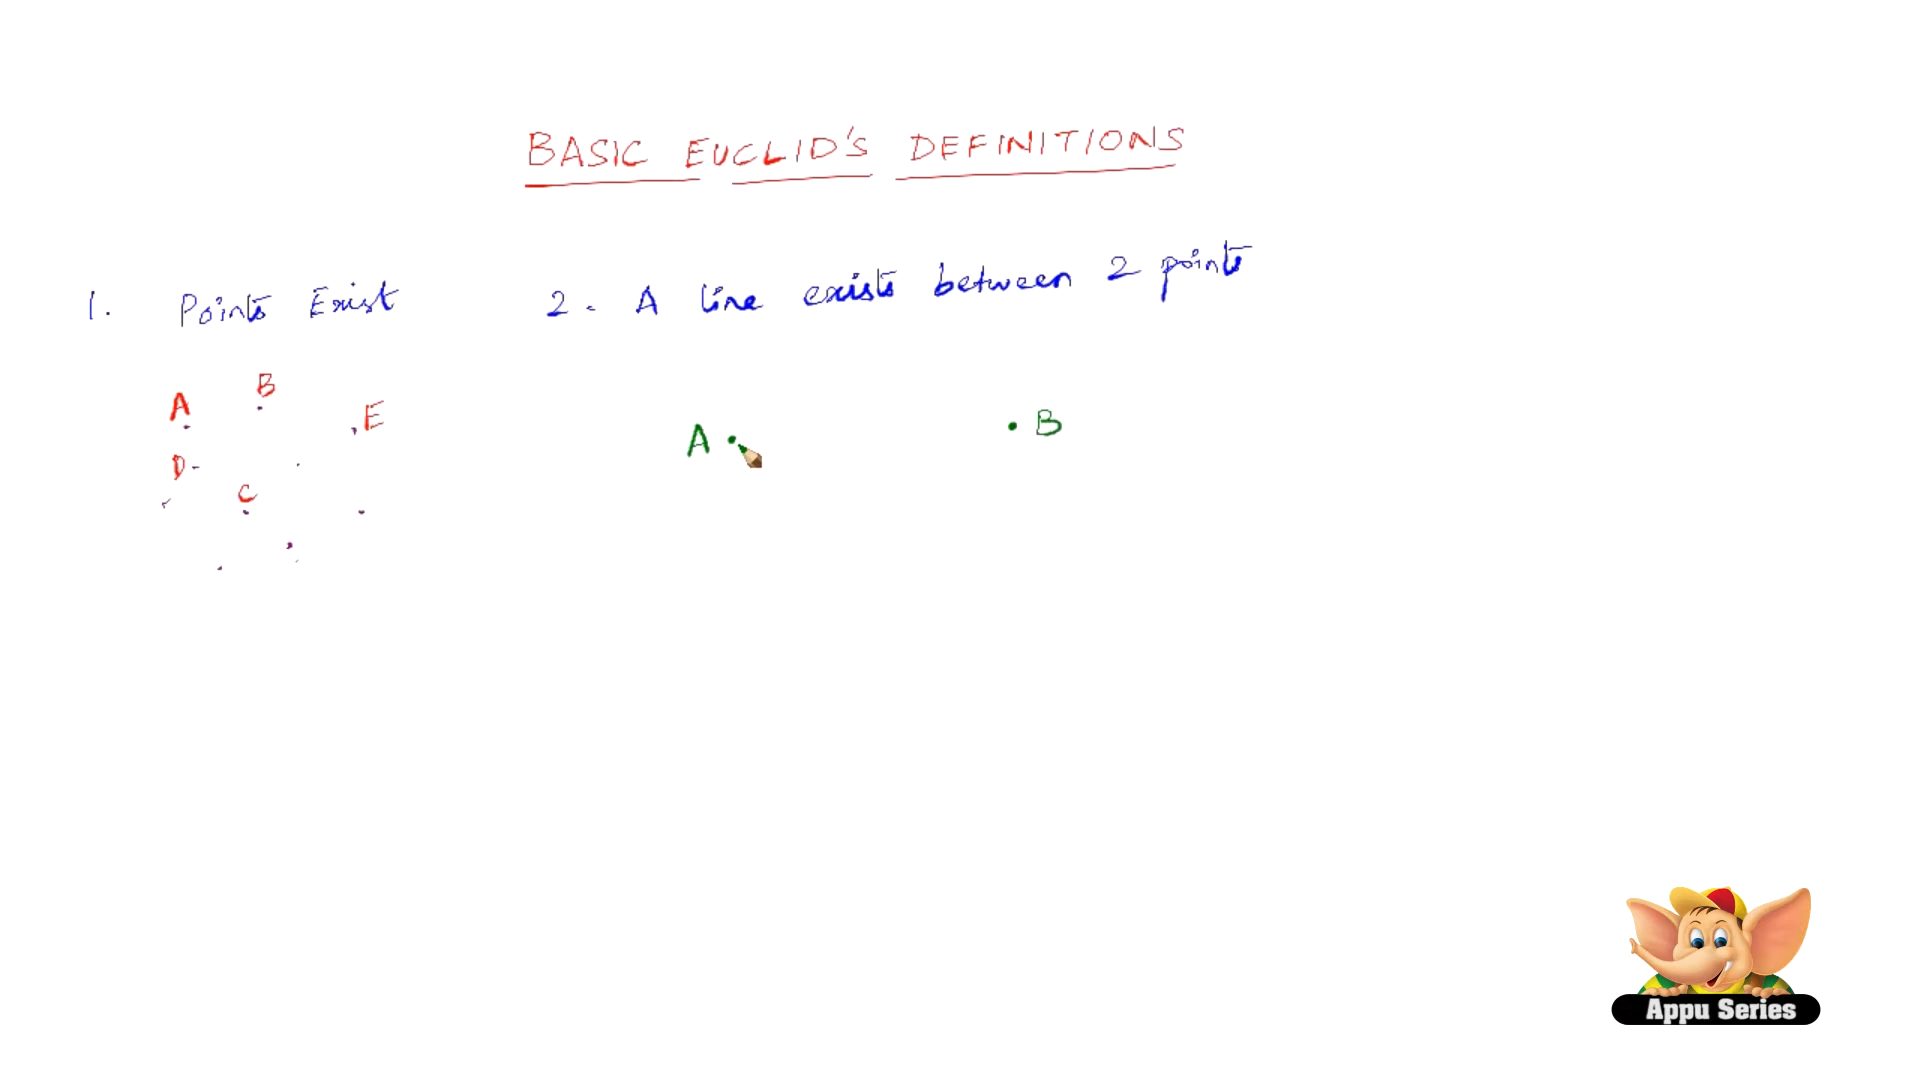 BASIC EUCLID'S DEFINITIONS
1. Points Exist
2. A line exists between 2 points
A
B
E
D
C
A
B
Appu Series